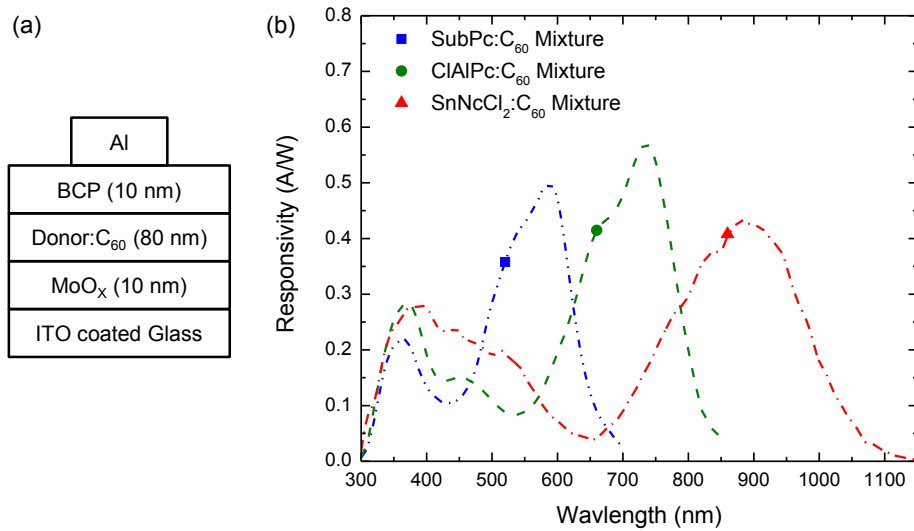 (a)
Al
BCP (10 nm)
Donor:C60 (80 nm)
MoOX (10 nm)
ITO coated Glass
(b)
Responsivity (A/W)
0.8
0.7
0.6
0.5
0.4
0.3
0.2
0.1
0.0
SubPc:C60 Mixture
ClAlPc:C60 Mixture
SnNcCl2:C60 Mixture
300 400 500 600 700 800 900 1000 1100
Wavlength (nm)